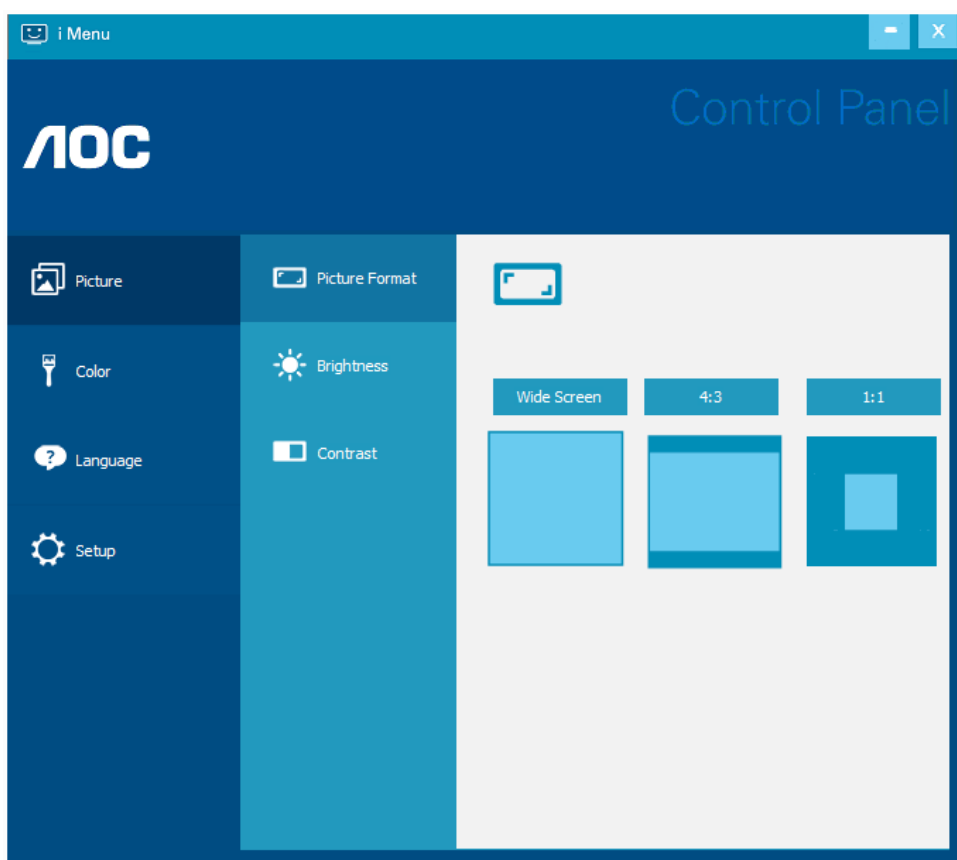 i Menu
X
Control Panel
AOC
Picture
Picture Format
Color
Brightness
Wide Screen
4:3
1:1
Language
Contrast
Setup